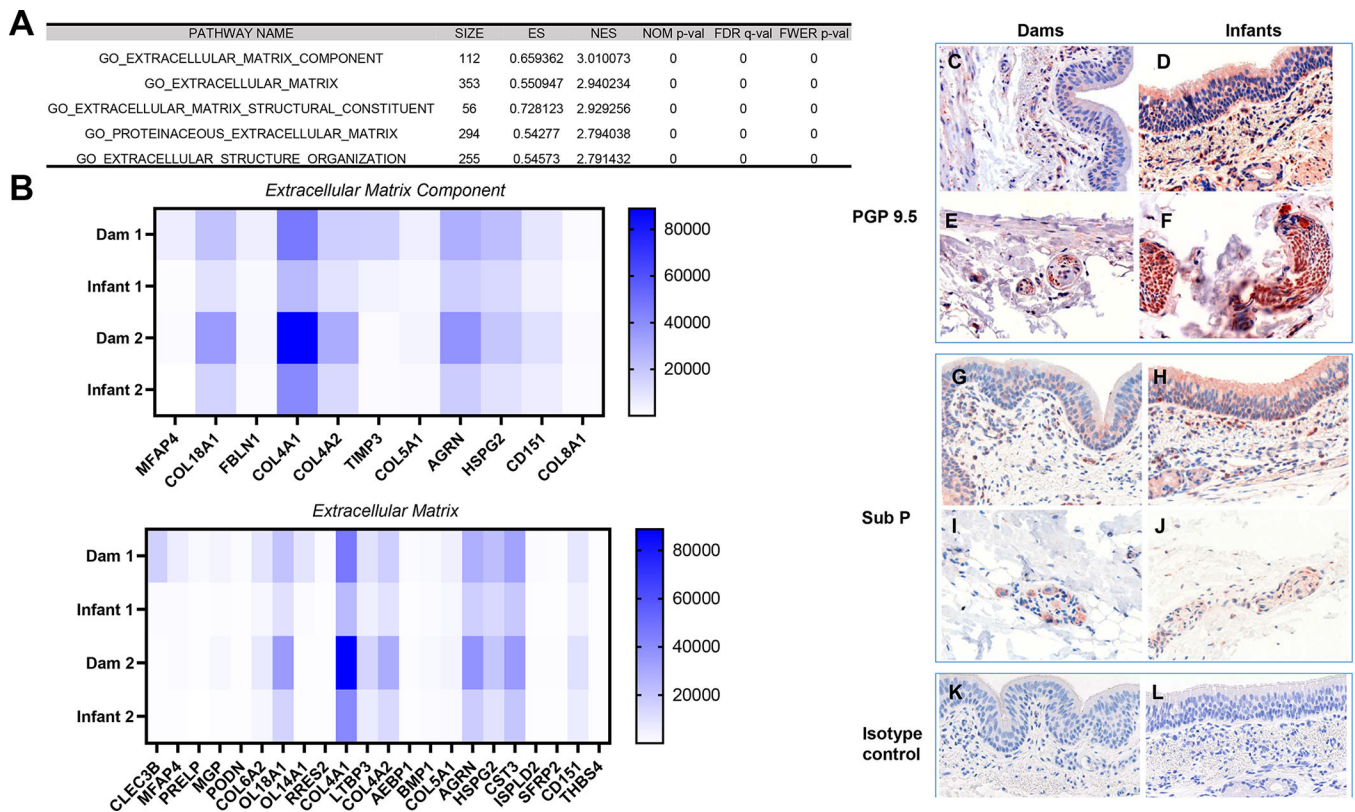 A
PATHWAY NAME SIZE ES NES NOM p-val FDR q-val FWER p-val
GO_EXTRACELLULAR_MATRIX_COMPONENT 112 0.659362 3.010073 0 0 0
GO_EXTRACELLULAR_MATRIX 353 0.550947 2.940234 0 0 0
GO_EXTRACELLULAR_MATRIX_STRUCTURAL_CONSTITUENT 56 0.728123 2.929256 0 0 0
GO_PROTEINACEOUS_EXTRACELLULAR_MATRIX 294 0.54277 2.794038 0 0 0
GO_EXTRACELLULAR_STRUCTURE_ORGANIZATION 255 0.54573 2.791432 0 0 0
B
Extracellular Matrix Component
Dam 1
Infant 1
Dam 2
Infant 2
80000
60000
40000
20000
MFAP4 COL18A1 FBLN1 COL4A1 COL4A2 TIMP3 COL5A1 AGRN HSPG2 CD151 COL8A1
Extracellular Matrix
Dam 1
Infant 1
Dam 2
Infant 2
80000
60000
40000
20000
CLEC3B MFAP4 PRELP MGP PODN COL6A2 OL18A1 OL14A1 RRES2 COL4A1 LTBP3 COL4A2 AEBP1 BMP1 COL5A1 AGRN HSPG2 CST3 ISPLD2 SFRP2 CD151 THBS4
Dams Infants
C D
PGP 9.5
E F
G H
Sub P
I J
K L
Isotype
control